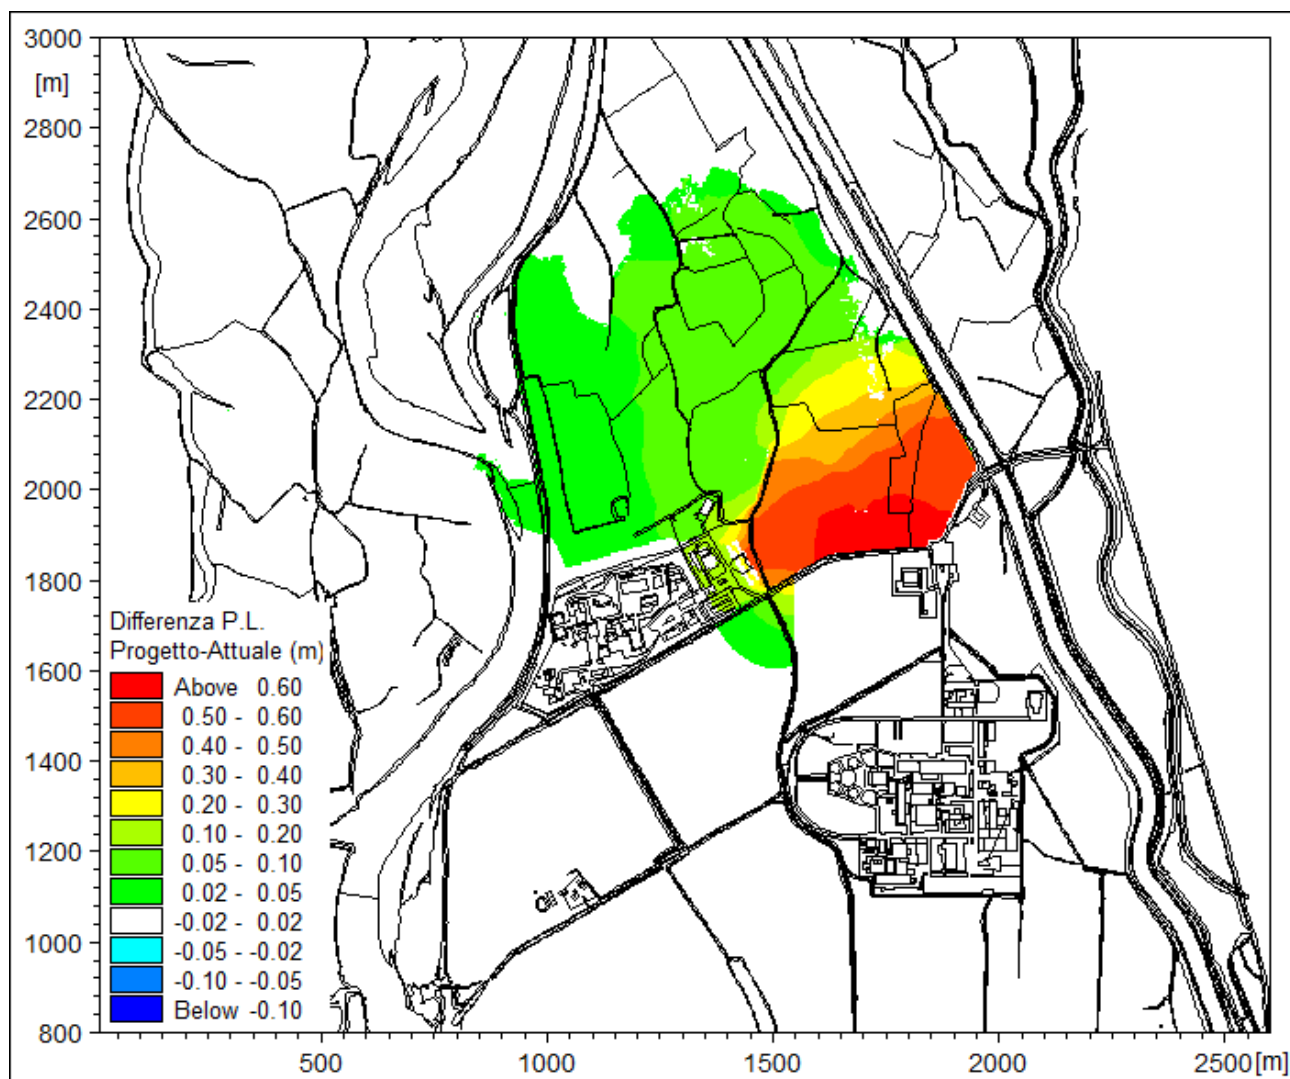 3000
[m]
2800
2600
2400
2200
2000
1800
1600
1400
1200
1000
800
Differenza P.L.
Progetto-Attuale (m)
Above 0.60
0.50 - 0.60
0.40 - 0.50
0.30 - 0.40
0.20 - 0.30
0.10 - 0.20
0.05 - 0.10
0.02 - 0.05
-0.02 - 0.02
-0.05 - -0.02
-0.10 - -0.05
Below -0.10
500 1000 1500 2000 2500 [m]